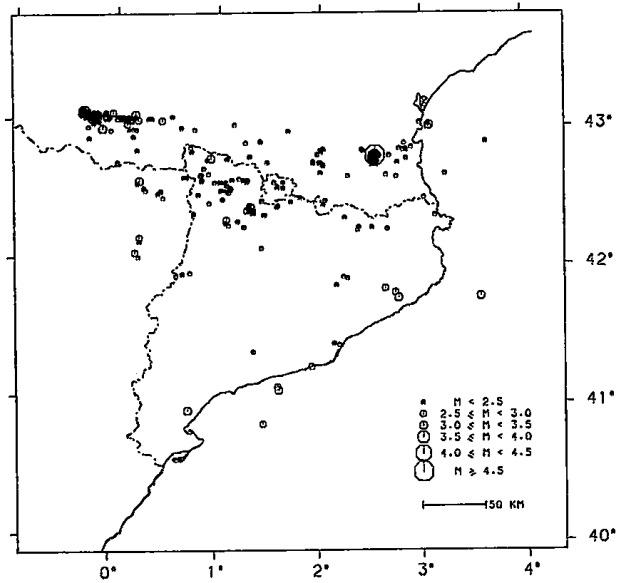 43°
42°
M < 2.5
2.5 ≤ M < 3.0
3.0 ≤ M < 3.5
3.5 ≤ M < 4.0
4.0 ≤ M < 4.5
M ≥ 4.5
41°
50 KM
40°
0° 1° 2° 3° 4°